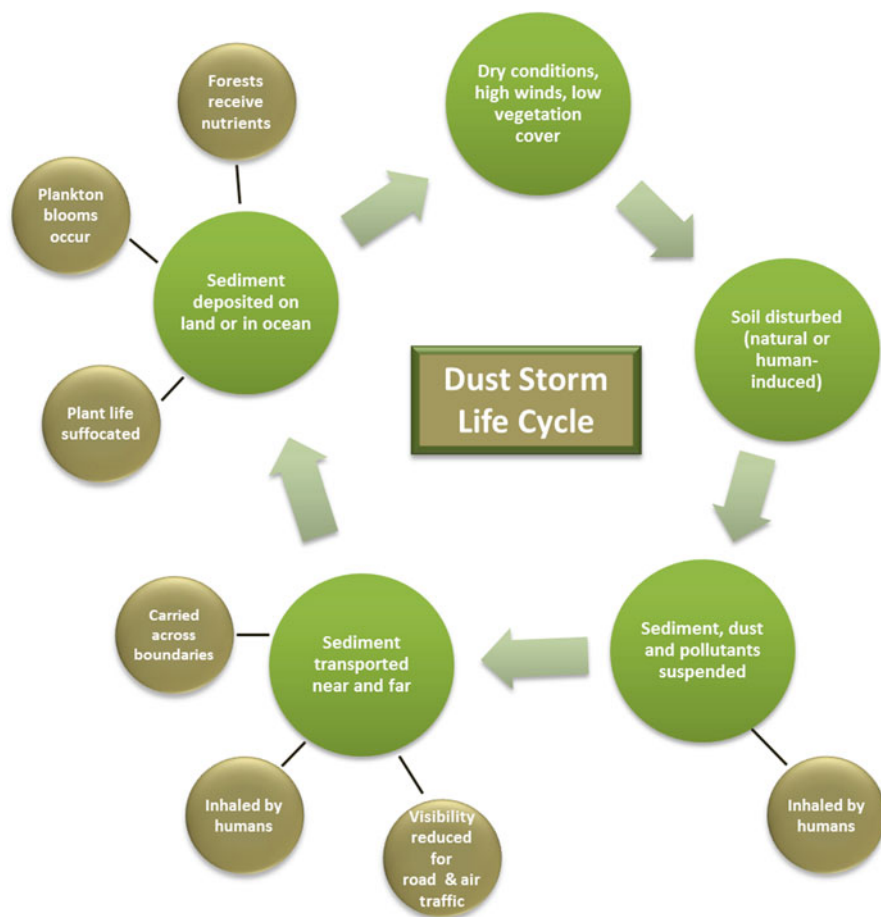 Dust Storm
Life Cycle
Dry conditions,
high winds, low
vegetation
cover
Soil disturbed
(natural or
human-
induced)
Sediment, dust
and pollutants
suspended
Inhaled by
humans
Sediment
transported
near and far
Visibility
reduced
for
road & air
traffic
Inhaled by
humans
Carried
across
boundaries
Sediment
deposited on
land or in ocean
Plant life
suffocated
Plankton
blooms
occur
Forests
receive
nutrients